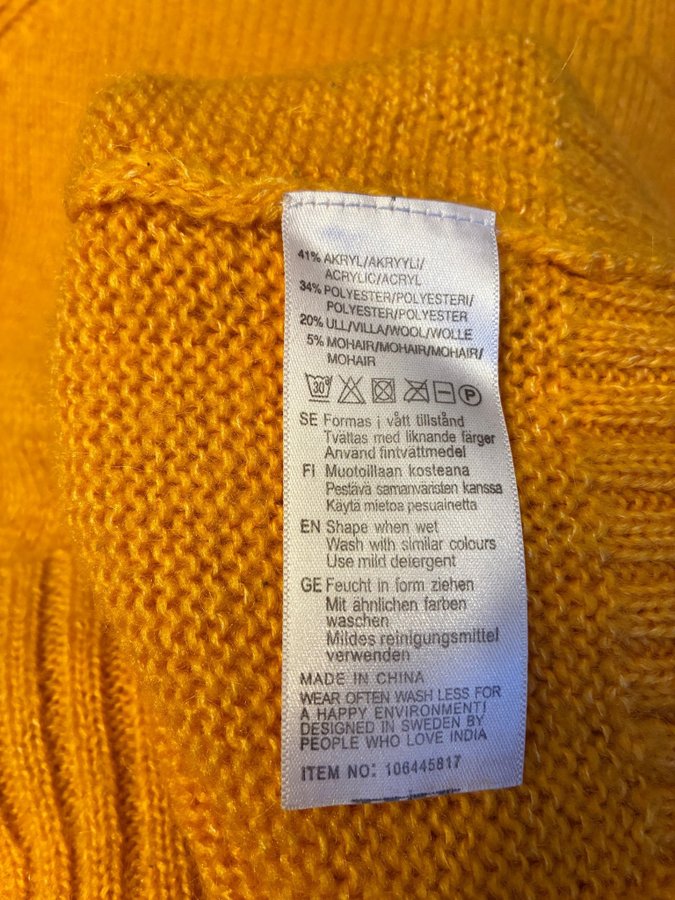 41% AKRYL/AKRYYLI/
ACRYLIC/ACRYL
34% POLYESTER/POLYESTERI/
POLYESTER/POLYESTER
20% ULL/VILLA/WOOL/WOLLE
5% MOHAIR/MOHAIR/MOHAIR/
MOHAIR
30° P
SE Formas i vått tillstånd
Tvättas med liknande färger
Använd fintvättmedel
FI Muotoillaan kosteana
Pestävä samanväristen kanssa
Käytä mietoa pesuainetta
EN Shape when wet
Wash with similar colours
Use mild detergent
GE Feucht in form ziehen
Mit ähnlichen farben
waschen
Mildes reinigungsmittel
verwenden
MADE IN CHINA
WEAR OFTEN WASH LESS FOR
A HAPPY ENVIRONMENT!
DESIGNED IN SWEDEN BY
PEOPLE WHO LOVE INDIA
ITEM NO: 106445817